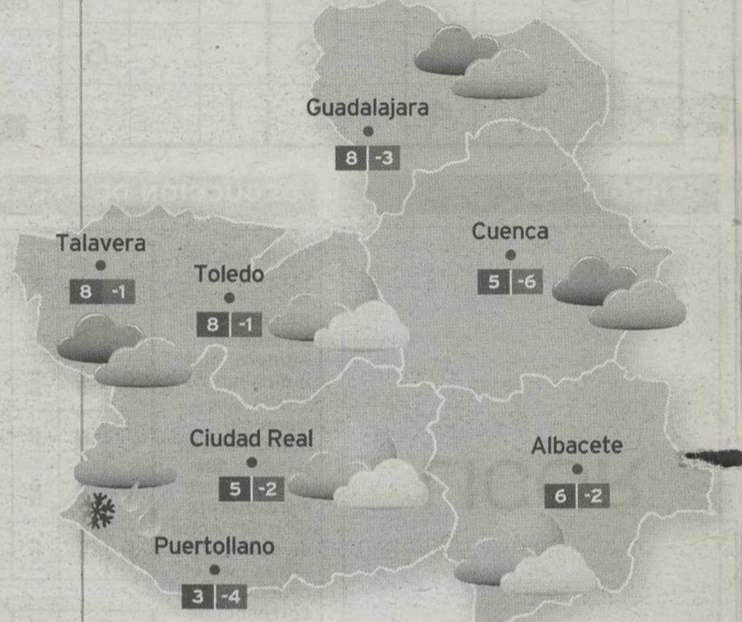 Guadalajara
8 -3
Talavera
8 -1
Toledo
8 -1
Cuenca
5 -6
Ciudad Real
5 -2
Albacete
6 -2
Puertollano
3 -4